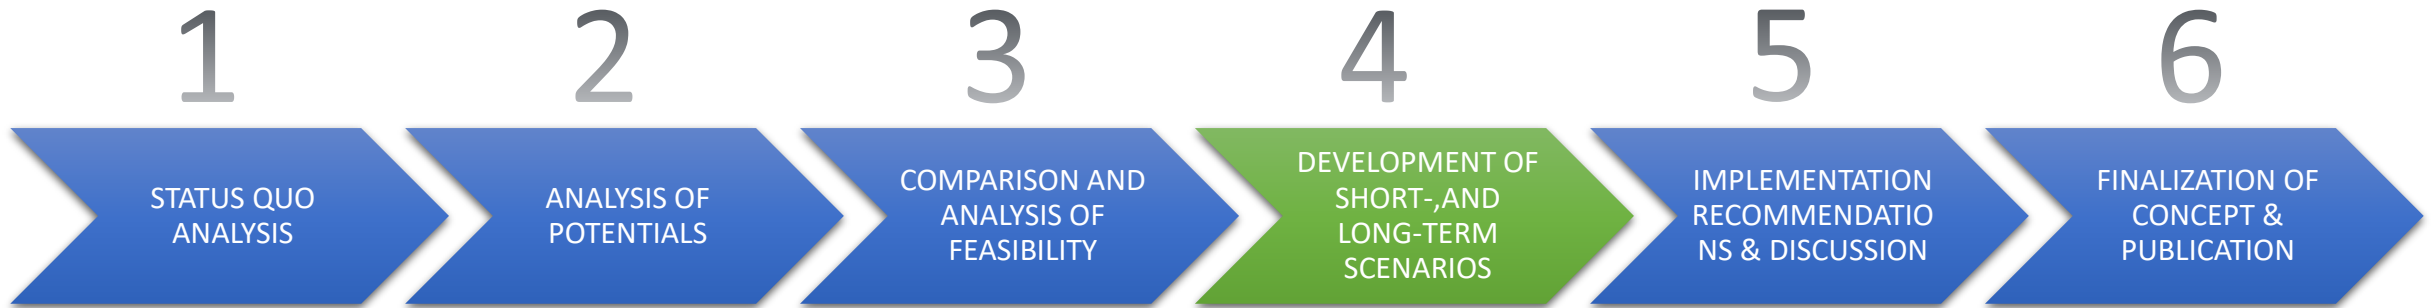 1
2
3
4
5
6
STATUS QUO
ANALYSIS
ANALYSIS OF
POTENTIALS
COMPARISON AND
ANALYSIS OF
FEASIBILITY
DEVELOPMENT OF
SHORT-,AND
LONG-TERM
SCENARIOS
IMPLEMENTATION
RECOMMENDATIO
NS & DISCUSSION
FINALIZATION OF
CONCEPT &
PUBLICATION